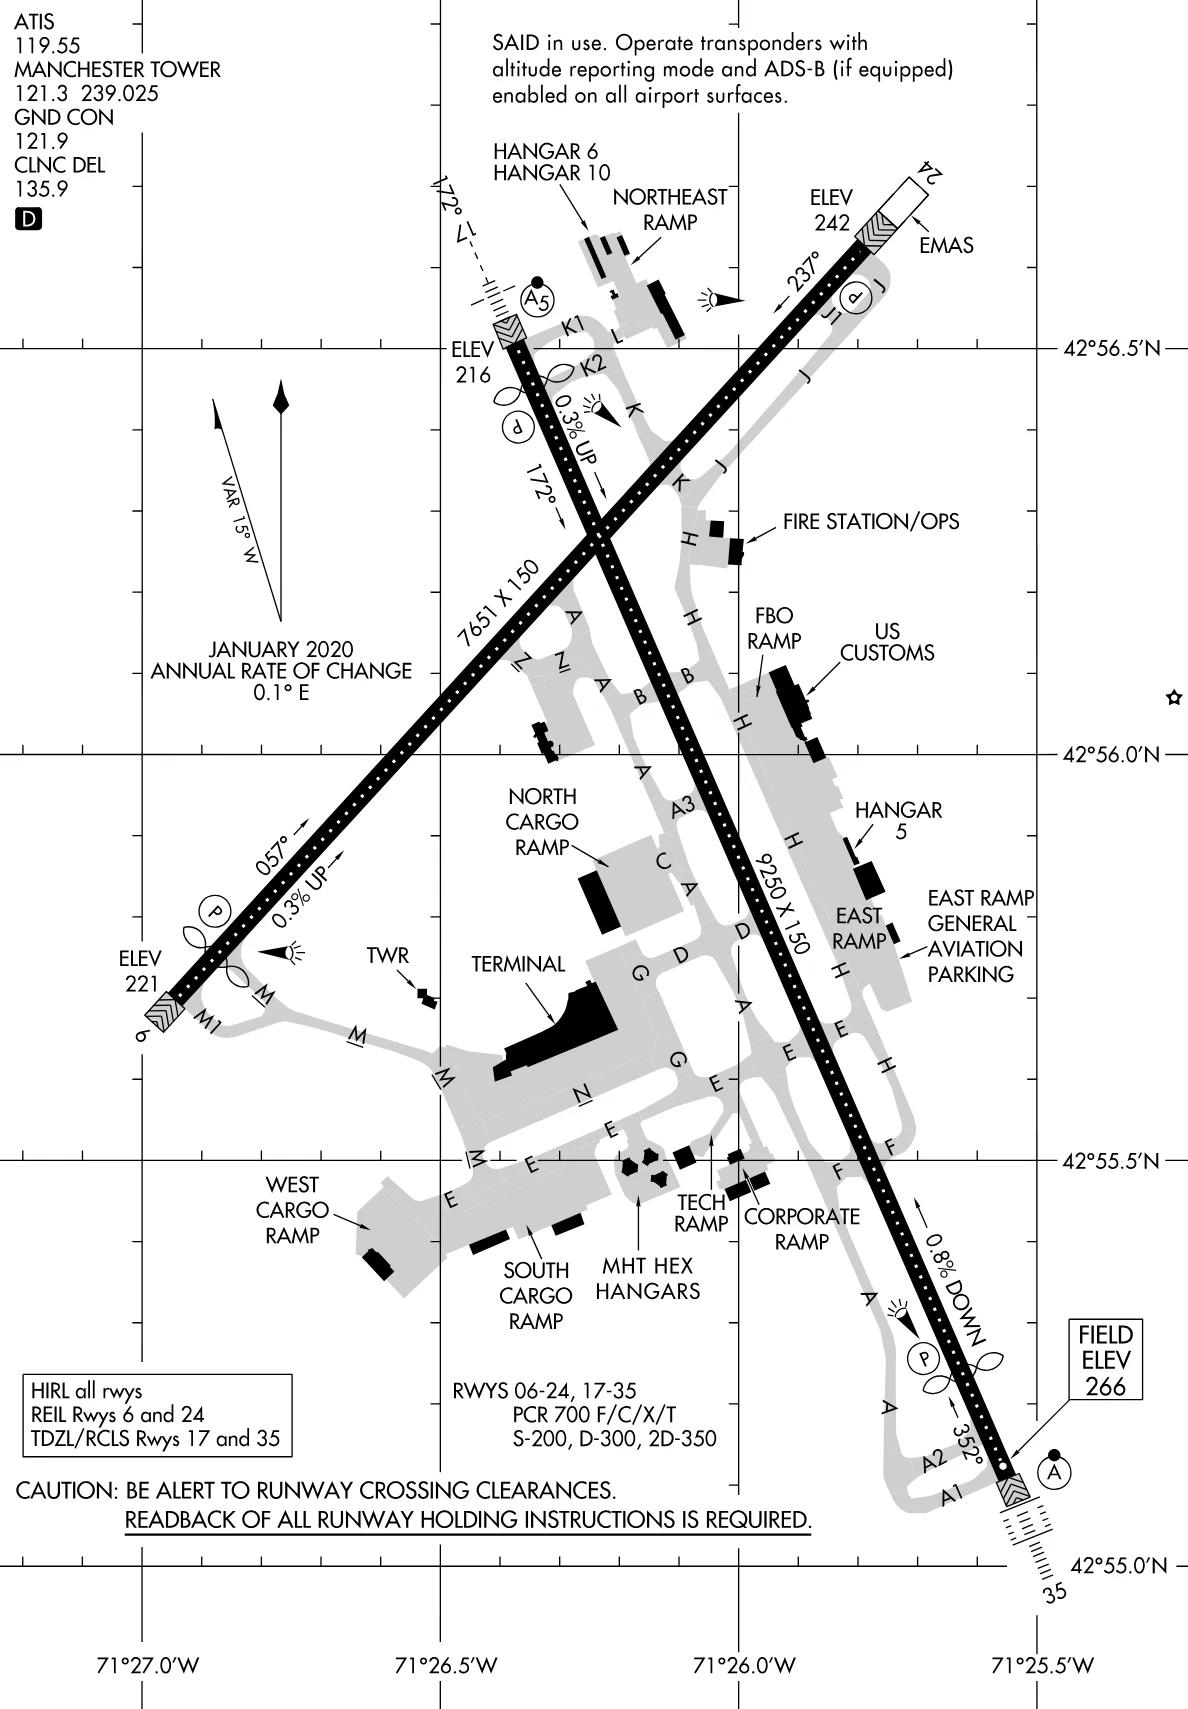 ATIS
119.55
MANCHESTER TOWER
121.3 239.025
GND CON
121.9
CLNC DEL
135.9
D
SAID in use. Operate transponders with
altitude reporting mode and ADS-B (if equipped)
enabled on all airport surfaces.
HANGAR 6
HANGAR 10
NORTHEAST
RAMP
ELEV
242
24
EMAS
172°
17
A5
237°
P
J
J1
K1
L
K2
ELEV
216
42°56.5'N
J
P
0.3% UP
K
172°
K
J
VAR 15° W
H
FIRE STATION/OPS
7651 X 150
A
H
FBO
RAMP
US
CUSTOMS
JANUARY 2020
ANNUAL RATE OF CHANGE
0.1° E
Z
N
A
B
B
H
42°56.0'N
A
A3
NORTH
CARGO
RAMP
HANGAR
5
057°
0.3% UP
C
A
H
9250 X 150
P
EAST
RAMP
EAST RAMP
GENERAL
AVIATION
PARKING
D
D
ELEV
221
TWR
TERMINAL
G
H
M
M1
A
6
M
E
G
E
H
M
N
E
E
F
M
E
F
42°55.5'N
E
WEST
CARGO
RAMP
TECH
RAMP
CORPORATE
RAMP
SOUTH
CARGO
RAMP
MHT HEX
HANGARS
0.8% DOWN
A
P
FIELD
ELEV
266
HIRL all rwys
REIL Rwys 6 and 24
TDZL/RCLS Rwys 17 and 35
RWYS 06-24, 17-35
PCR 700 F/C/X/T
S-200, D-300, 2D-350
A
352°
A2
A1
A
CAUTION: BE ALERT TO RUNWAY CROSSING CLEARANCES.
READBACK OF ALL RUNWAY HOLDING INSTRUCTIONS IS REQUIRED.
35
42°55.0'N
71°27.0'W
71°26.5'W
71°26.0'W
71°25.5'W